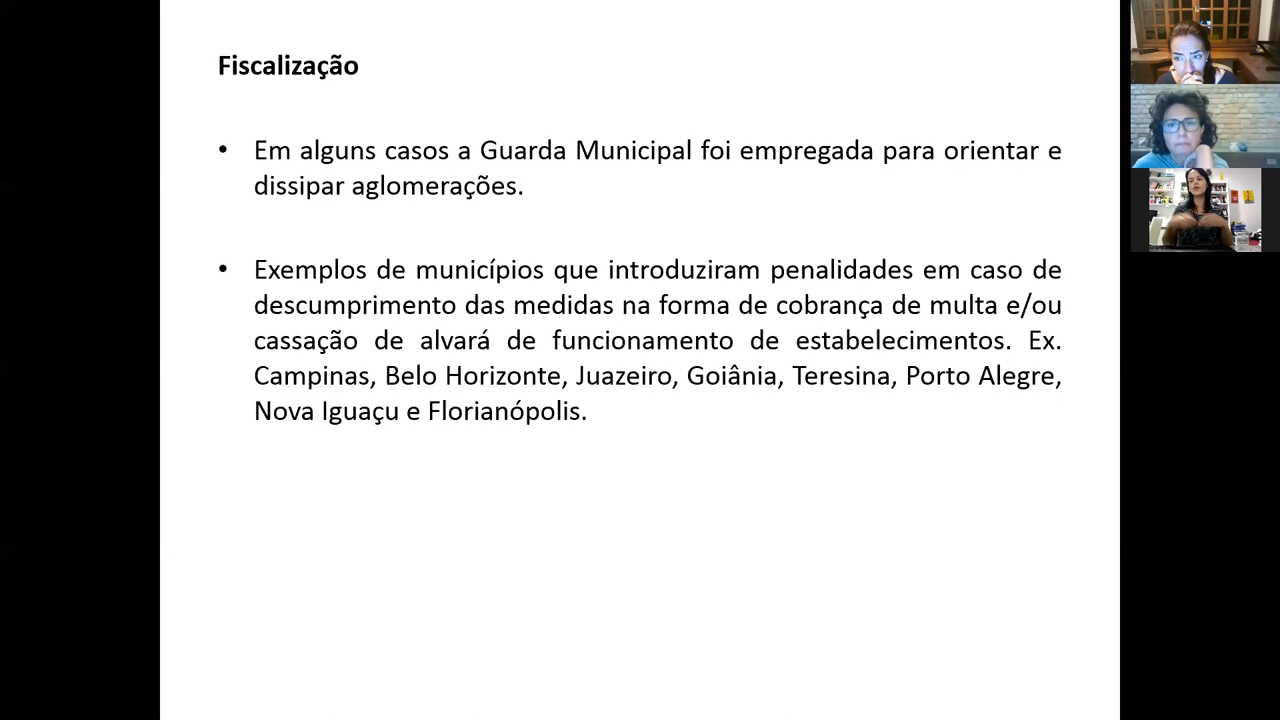 Fiscalização
• Em alguns casos a Guarda Municipal foi empregada para orientar e
dissipar aglomerações.
• Exemplos de municípios que introduziram penalidades em caso de
descumprimento das medidas na forma de cobrança de multa e/ou
cassação de alvará de funcionamento de estabelecimentos. Ex.
Campinas, Belo Horizonte, Juazeiro, Goiânia, Teresina, Porto Alegre,
Nova Iguaçu e Florianópolis.